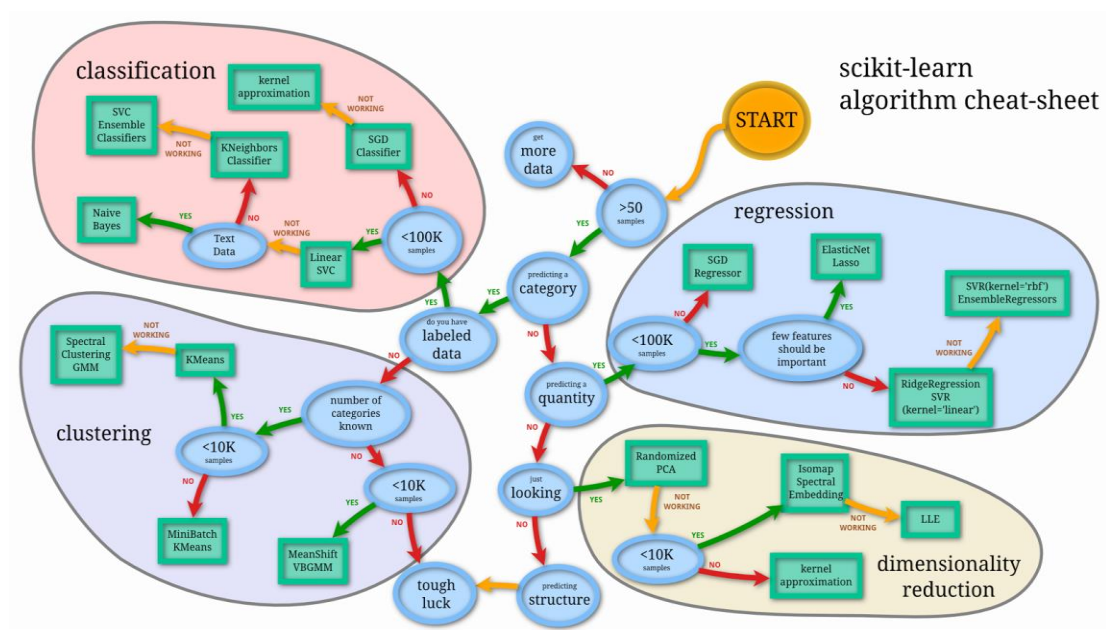 scikit-learn
algorithm cheat-sheet
START
get
more
data
NO
>50
samples
YES
predicting a
category
YES
NO
do you have
labeled
data
YES
NO
predicting a
quantity
YES
NO
just
looking
YES
NO
predicting
structure
tough
luck
classification
kernel
approximation
NOT
WORKING
SGD
Classifier
NO
<100K
samples
YES
Linear
SVC
NOT
WORKING
Text
Data
YES
NO
Naive
Bayes
KNeighbors
Classifier
NOT
WORKING
SVC
Ensemble
Classifiers
regression
<100K
samples
NO
YES
SGD
Regressor
few features
should be
important
YES
NO
ElasticNet
Lasso
RidgeRegression
SVR
(kernel='linear')
NOT
WORKING
SVR(kernel='rbf')
EnsembleRegressors
clustering
number of
categories
known
YES
NO
<10K
samples
YES
NO
KMeans
NOT
WORKING
Spectral
Clustering
GMM
MiniBatch
KMeans
<10K
samples
YES
NO
MeanShift
VBGMM
dimensionality
reduction
Randomized
PCA
NOT
WORKING
<10K
samples
YES
NO
Isomap
Spectral
Embedding
NOT
WORKING
LLE
kernel
approximation